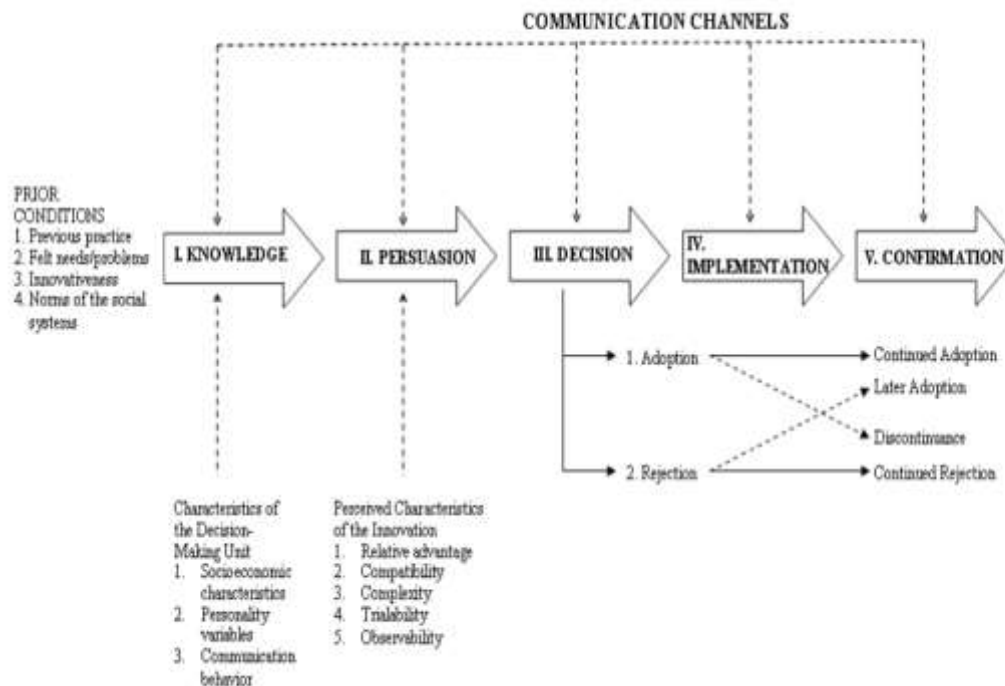 COMMUNICATION CHANNELS
PRIOR
CONDITIONS
1. Previous practice
2. Felt needs/problems
3. Innovativeness
4. Norms of the social
systems
I. KNOWLEDGE
II. PERSUASION
III. DECISION
IV.
IMPLEMENTATION
V. CONFIRMATION
1. Adoption
Continued Adoption
Later Adoption
Discontinuance
2. Rejection
Continued Rejection
Characteristics of
the Decision-
Making Unit
1. Socioeconomic
characteristics
2. Personality
variables
3. Communication
behavior
Perceived Characteristics
of the Innovation
1. Relative advantage
2. Compatibility
3. Complexity
4. Trialability
5. Observability